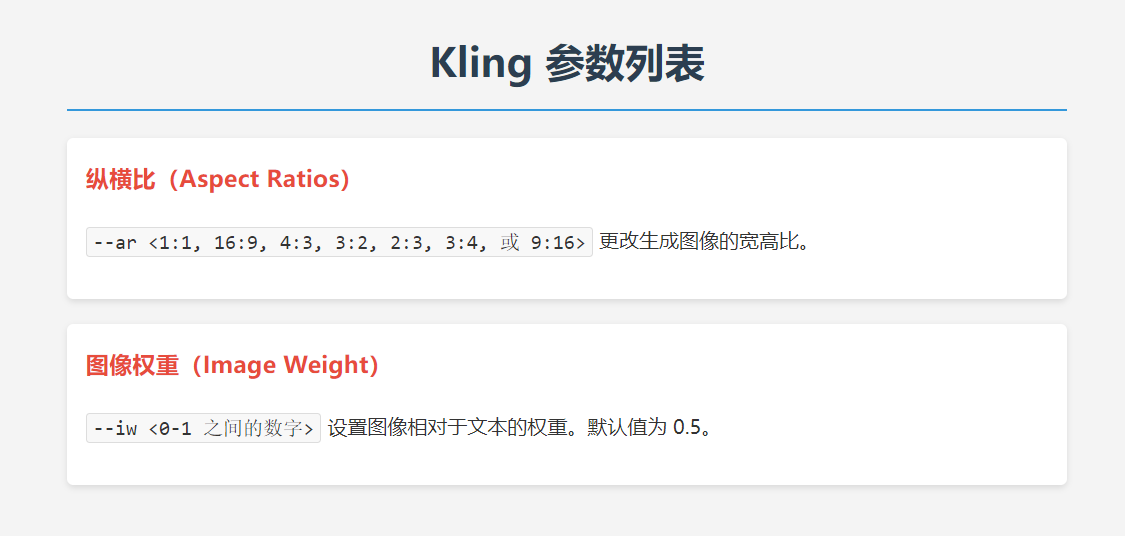 Kling 参数列表
纵横比（Aspect Ratios）
--ar <1:1, 16:9, 4:3, 3:2, 2:3, 3:4, 或 9:16> 更改生成图像的宽高比。
图像权重（Image Weight）
--iw <0-1 之间的数字> 设置图像相对于文本的权重。默认值为 0.5。